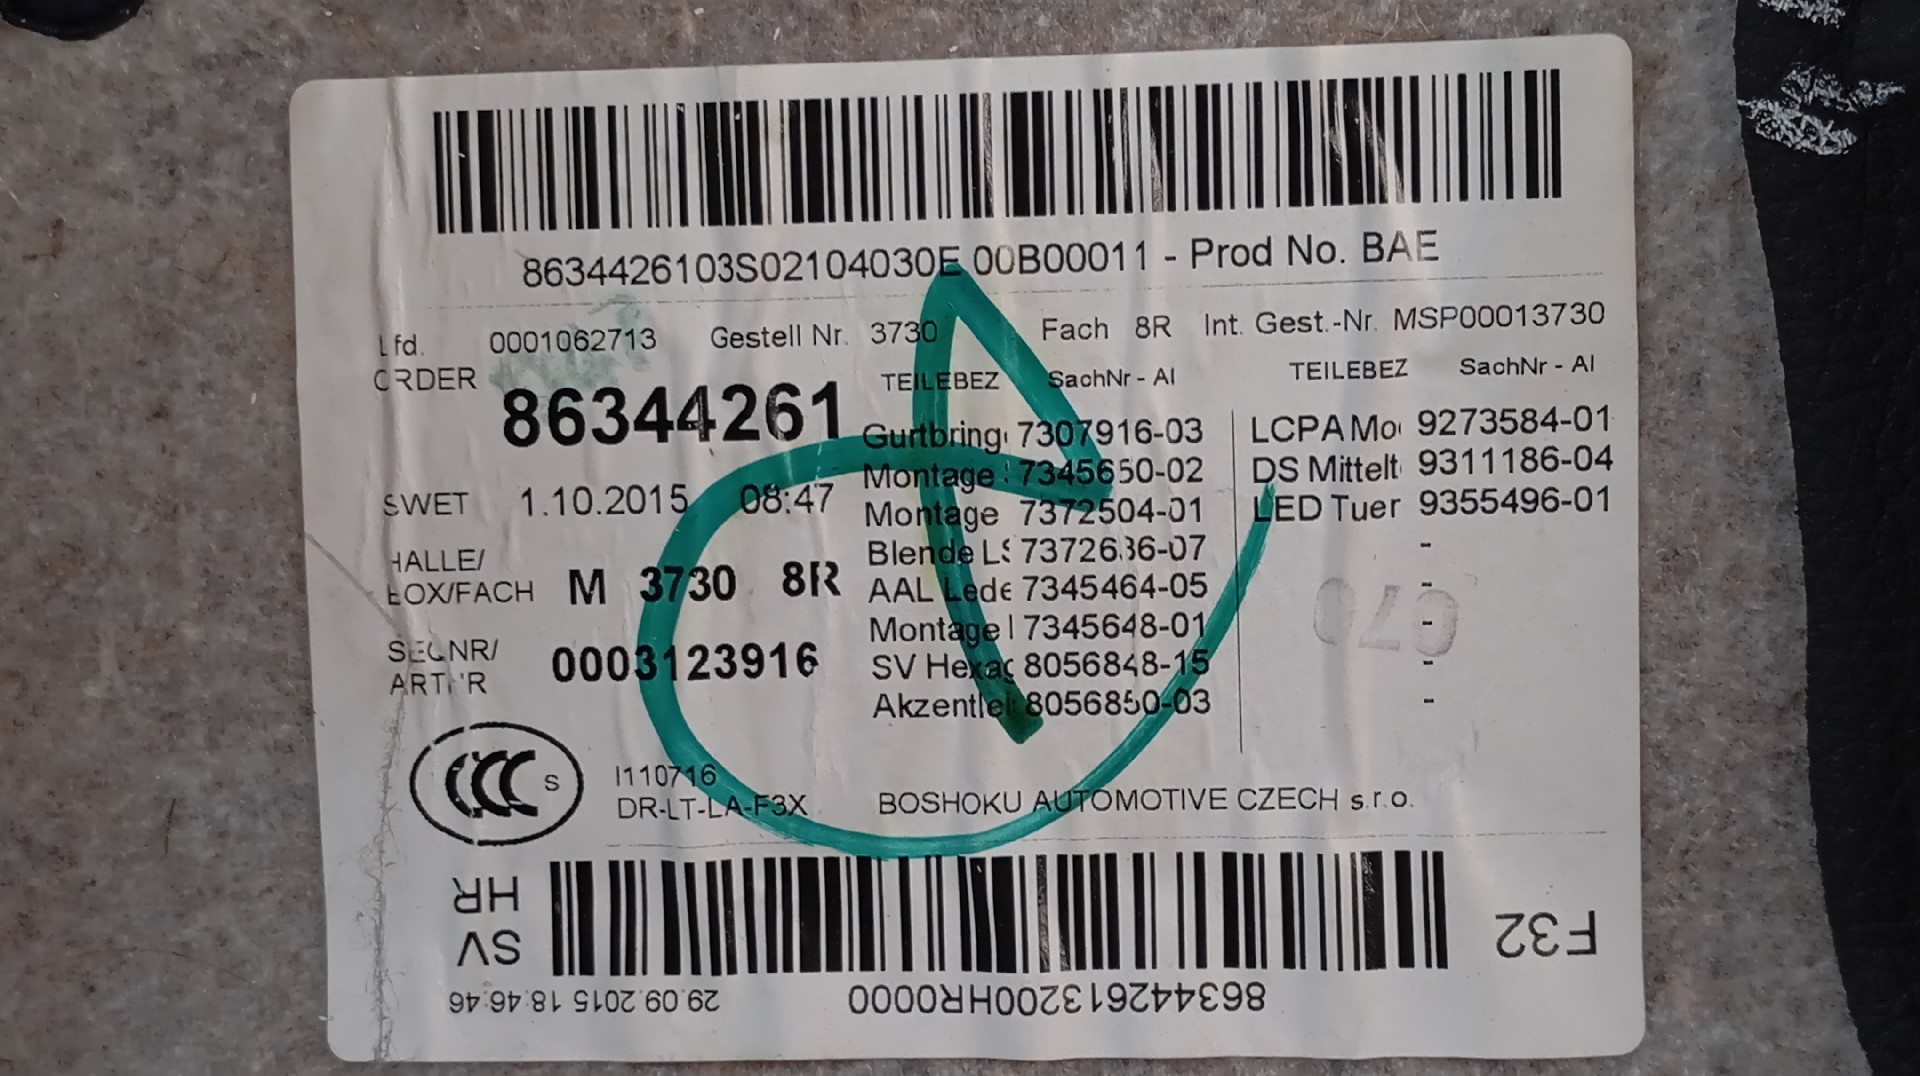 8634426103S02104030E 00B00011 - Prod No. BAE
Lfd. 0001062713 Gestell Nr. 3730 Fach 8R Int. Gest.-Nr. MSP00013730
ORDER 86344261 TEILEBEZ SachNr - AI TEILEBEZ SachNr - AI
Gurtbring 7307916-03 LCPA Mo 9273584-01
Montage 7345650-02 DS Mittelt 9311186-04
SWET 1.10.2015 08:47 Montage 7372504-01 LED Tuer 9355496-01
Blende LS 7372636-07 -
HALLE/
BOX/FACH M 3730 8R AAL Lede 7345464-05 -
Montage 7345648-01 -
SEQNR/
ARTNR 0003123916 SV Hexag 8056848-15 -
Akzentlei 8056850-03 -
CCC S
I110716
DR-LT-LA-F3X BOSHOKU AUTOMOTIVE CZECH s.r.o.
F32
SV
HR
863442613200HR0000 29.09.2015 18:46:46